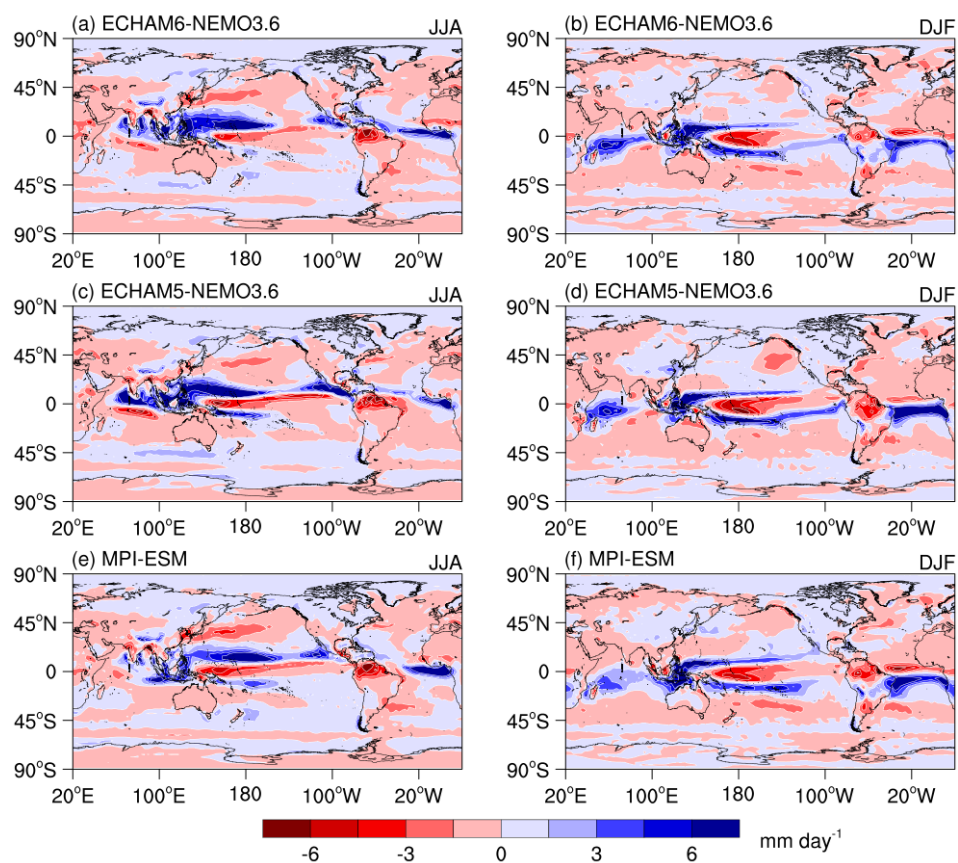 (a) ECHAM6-NEMO3.6 JJA
(b) ECHAM6-NEMO3.6 DJF
90°N 90°N
45°N 45°N
0 0
45°S 45°S
90°S 90°S
20°E 100°E 180 100°W 20°W 20°E 100°E 180 100°W 20°W
(c) ECHAM5-NEMO3.6 JJA
(d) ECHAM5-NEMO3.6 DJF
90°N 90°N
45°N 45°N
0 0
45°S 45°S
90°S 90°S
20°E 100°E 180 100°W 20°W 20°E 100°E 180 100°W 20°W
(e) MPI-ESM JJA
(f) MPI-ESM DJF
90°N 90°N
45°N 45°N
0 0
45°S 45°S
90°S 90°S
20°E 100°E 180 100°W 20°W 20°E 100°E 180 100°W 20°W
-6 -3 0 3 6 mm day⁻¹